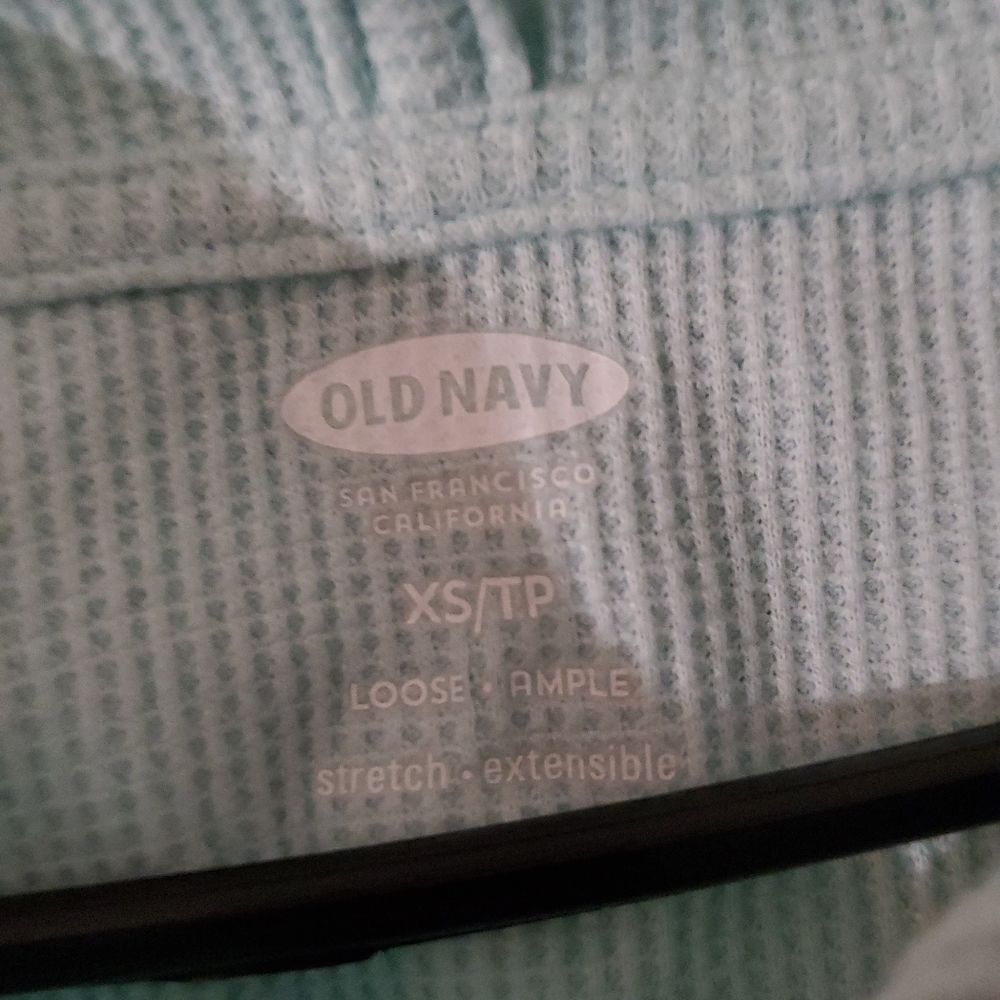 OLD NAVY
SAN FRANCISCO
CALIFORNIA
XS/TP
LOOSE · AMPLE
stretch · extensible